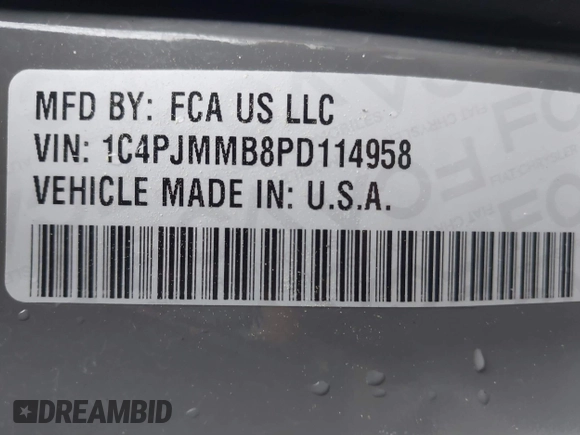 MFD BY: FCA US LLC
VIN: 1C4PJMMB8PD114958
VEHICLE MADE IN: U.S.A.
DREAMBID